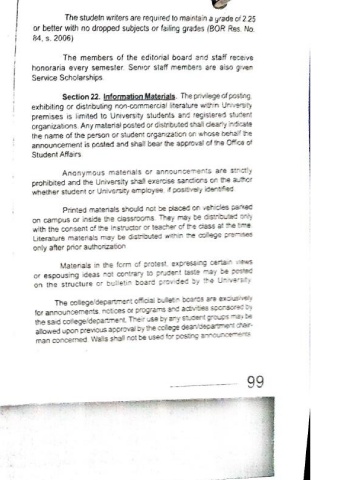 The studetn writers are required to maintain a grade of 2.25
or better with no dropped subjects or failing grades (BOR Res. No.
84, s. 2006)
The members of the editorial board and staff receive
honoraria every semester. Senior staff members are also given
Service Scholarships.
Section 22. Information Materials. The privilege of posting,
exhibiting or distributing non-commercial literature within University
premises is limited to University students and registered student
organizations. Any material posted or distributed shall clearly indicate
the name of the person or student organization on whose behalf the
announcement is posted and shall bear the approval of the Office of
Student Affairs.
Anonymous materials or announcements are strictly
prohibited and the University shall exercise sanctions on the author
whether student or University employee, if positively identified.
Printed materials should not be placed on vehicles parked
on campus or inside the classrooms. They may be distributed only
with the consent of the instructor or teacher of the class at the time.
Literature materials may be distributed within the college premises
only after prior authorization.
Materials in the form of protest, expressing certain views
or espousing ideas not contrary to prudent taste may be posted
on the structure or bulletin board provided by the University.
The college/department official bulletin boards are exclusively
for announcements, notices or programs and activities sponsored by
the said college/department. Their use by any student groups may be
allowed upon previous approval by the college dean/department chair-
man concerned. Walls shall not be used for posting announcements.
99